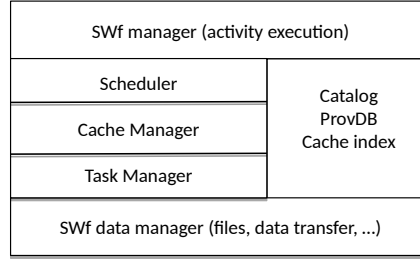 SWf manager (activity execution)
Scheduler
Cache Manager
Task Manager
Catalog
ProvDB
Cache index
SWf data manager (files, data transfer, ...)